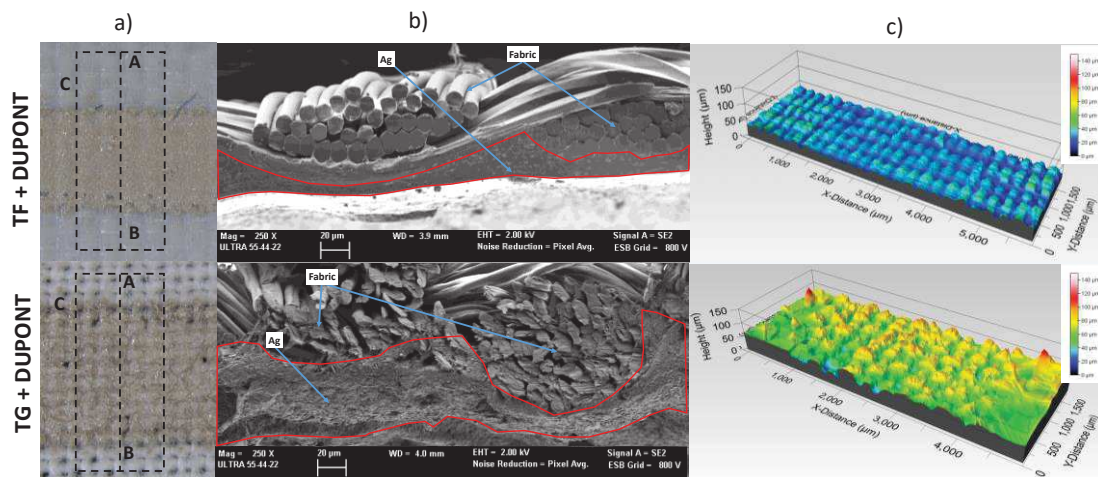 a)
b)
c)
TF + DUPONT
A
C
B
Ag
Fabric
Mag = 250 X
ULTRA 55-44-22
20 µm
WD = 3.9 mm
EHT = 2.00 kV
Noise Reduction = Pixel Avg.
Signal A = SE2
ESB Grid = 800 V
Height (µm)
150
100
50
0
0
1,000
2,000
3,000
4,000
5,000
X-Distance (µm)
X-Distance (µm)
0
500
1,000
1,500
Y-Distance (µm)
140 µm
120 µm
100 µm
80 µm
60 µm
40 µm
20 µm
0 µm
TG + DUPONT
A
C
B
Fabric
Ag
Mag = 250 X
ULTRA 55-44-22
20 µm
WD = 4.0 mm
EHT = 2.00 kV
Noise Reduction = Pixel Avg.
Signal A = SE2
ESB Grid = 800 V
Height (µm)
150
100
50
0
0
1,000
2,000
3,000
4,000
X-Distance (µm)
0
500
1,000
1,500
Y-Distance (µm)
140 µm
120 µm
100 µm
80 µm
60 µm
40 µm
20 µm
0 µm